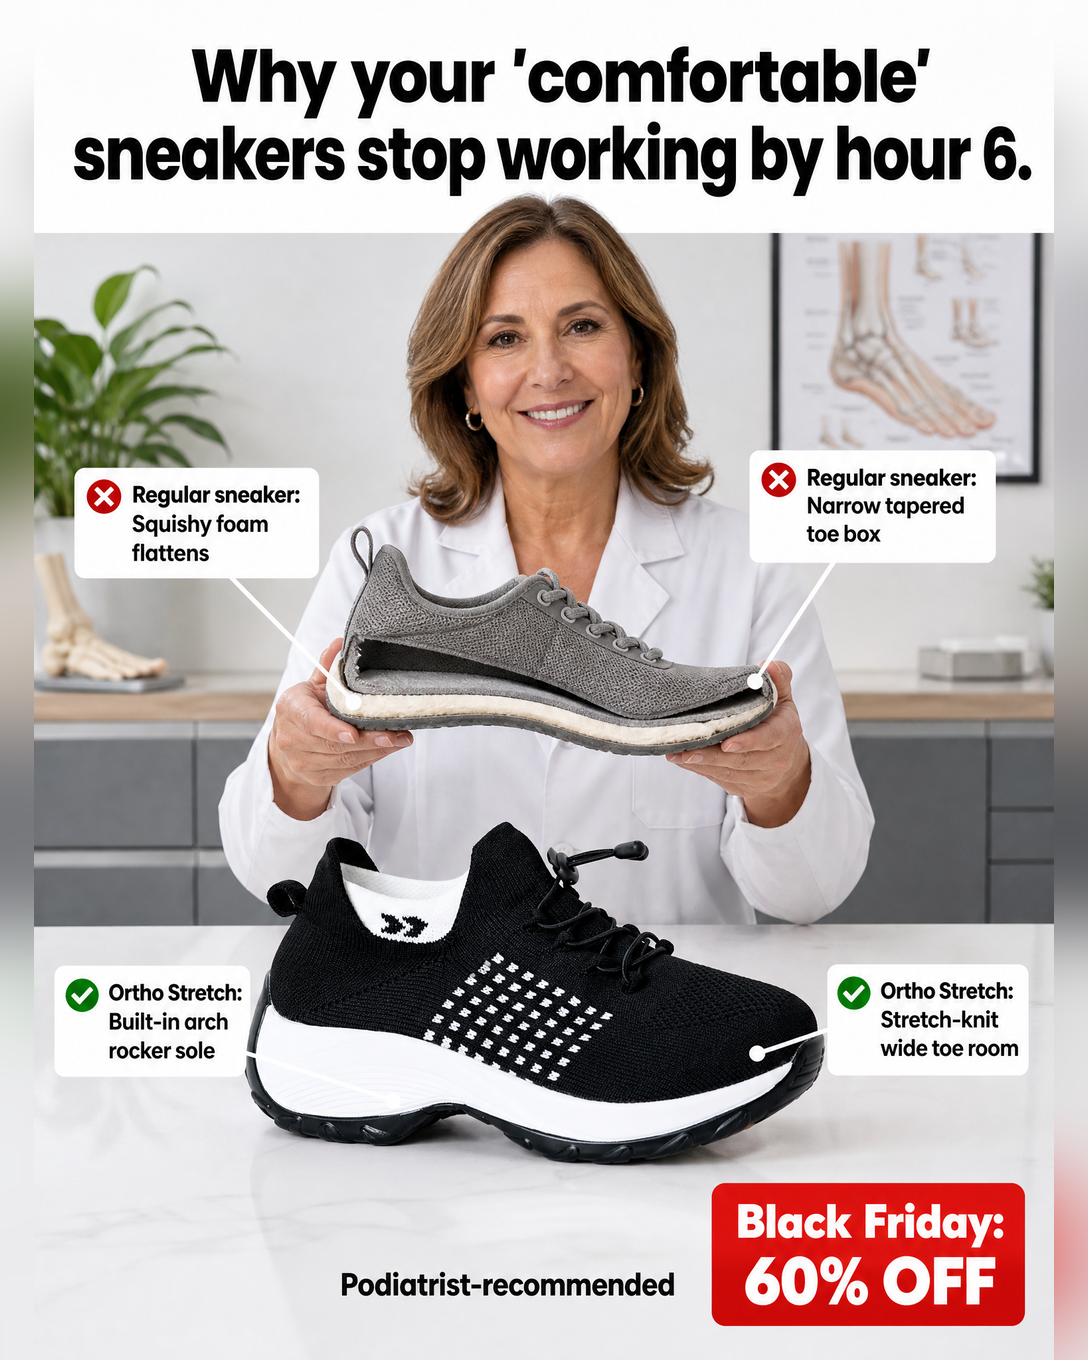 Why your 'comfortable'
sneakers stop working by hour 6.
Regular sneaker:
Squishy foam
flattens
Regular sneaker:
Narrow tapered
toe box
Ortho Stretch:
Built-in arch
rocker sole
Ortho Stretch:
Stretch-knit
wide toe room
Podiatrist-recommended
Black Friday:
60% OFF